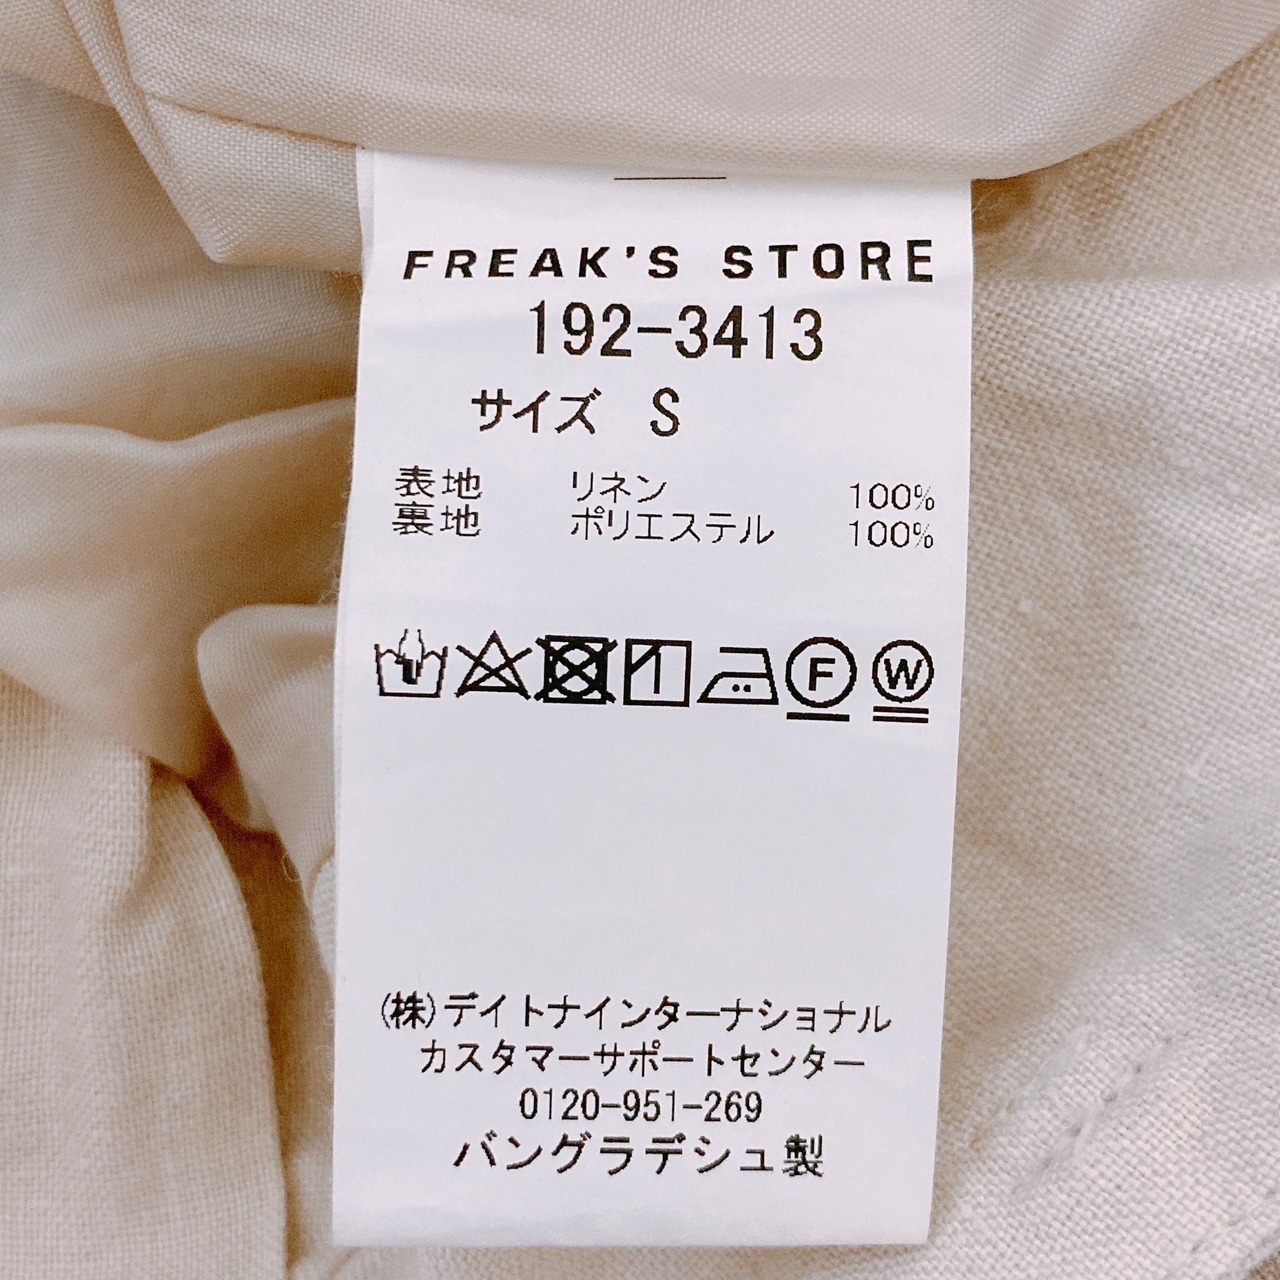 FREAK'S STORE
192-3413
サイズ S
表地 リネン 100%
裏地 ポリエステル 100%
F W
(株)デイトナインターナショナル
カスタマーサポートセンター
0120-951-269
バングラデシュ製